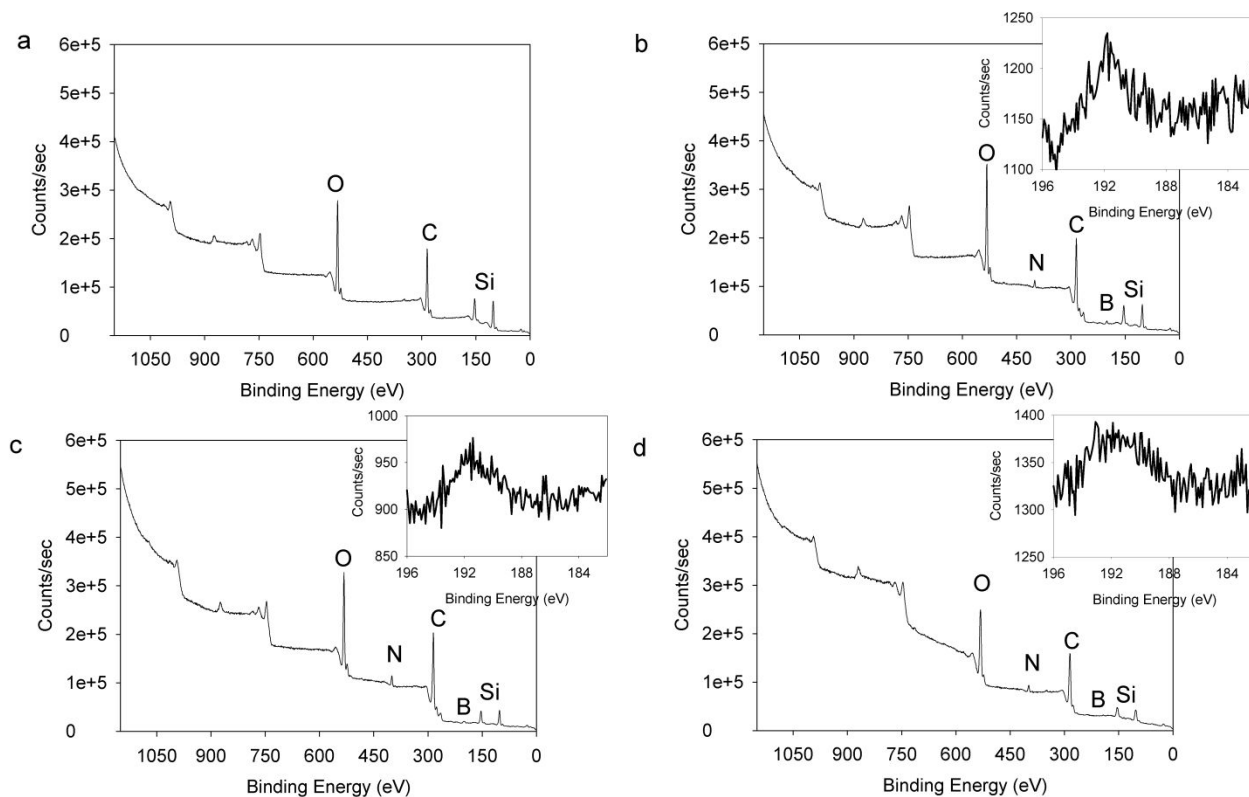 a
6e+5
5e+5
4e+5
3e+5
2e+5
1e+5
0
Counts/sec
O
C
Si
1050 900 750 600 450 300 150 0
Binding Energy (eV)
b
6e+5
5e+5
4e+5
3e+5
2e+5
1e+5
0
Counts/sec
O
N
C
B
Si
1050 900 750 600 450 300 150 0
Binding Energy (eV)
1250
1200
1150
1100
Counts/sec
196 192 188 184
Binding Energy (eV)
c
6e+5
5e+5
4e+5
3e+5
2e+5
1e+5
0
Counts/sec
O
N
C
B
Si
1050 900 750 600 450 300 150 0
Binding Energy (eV)
1000
950
900
850
Counts/sec
196 192 188 184
Binding Energy (eV)
d
6e+5
5e+5
4e+5
3e+5
2e+5
1e+5
0
Counts/sec
O
N
C
B
Si
1050 900 750 600 450 300 150 0
Binding Energy (eV)
1400
1350
1300
1250
Counts/sec
196 192 188 184
Binding Energy (eV)